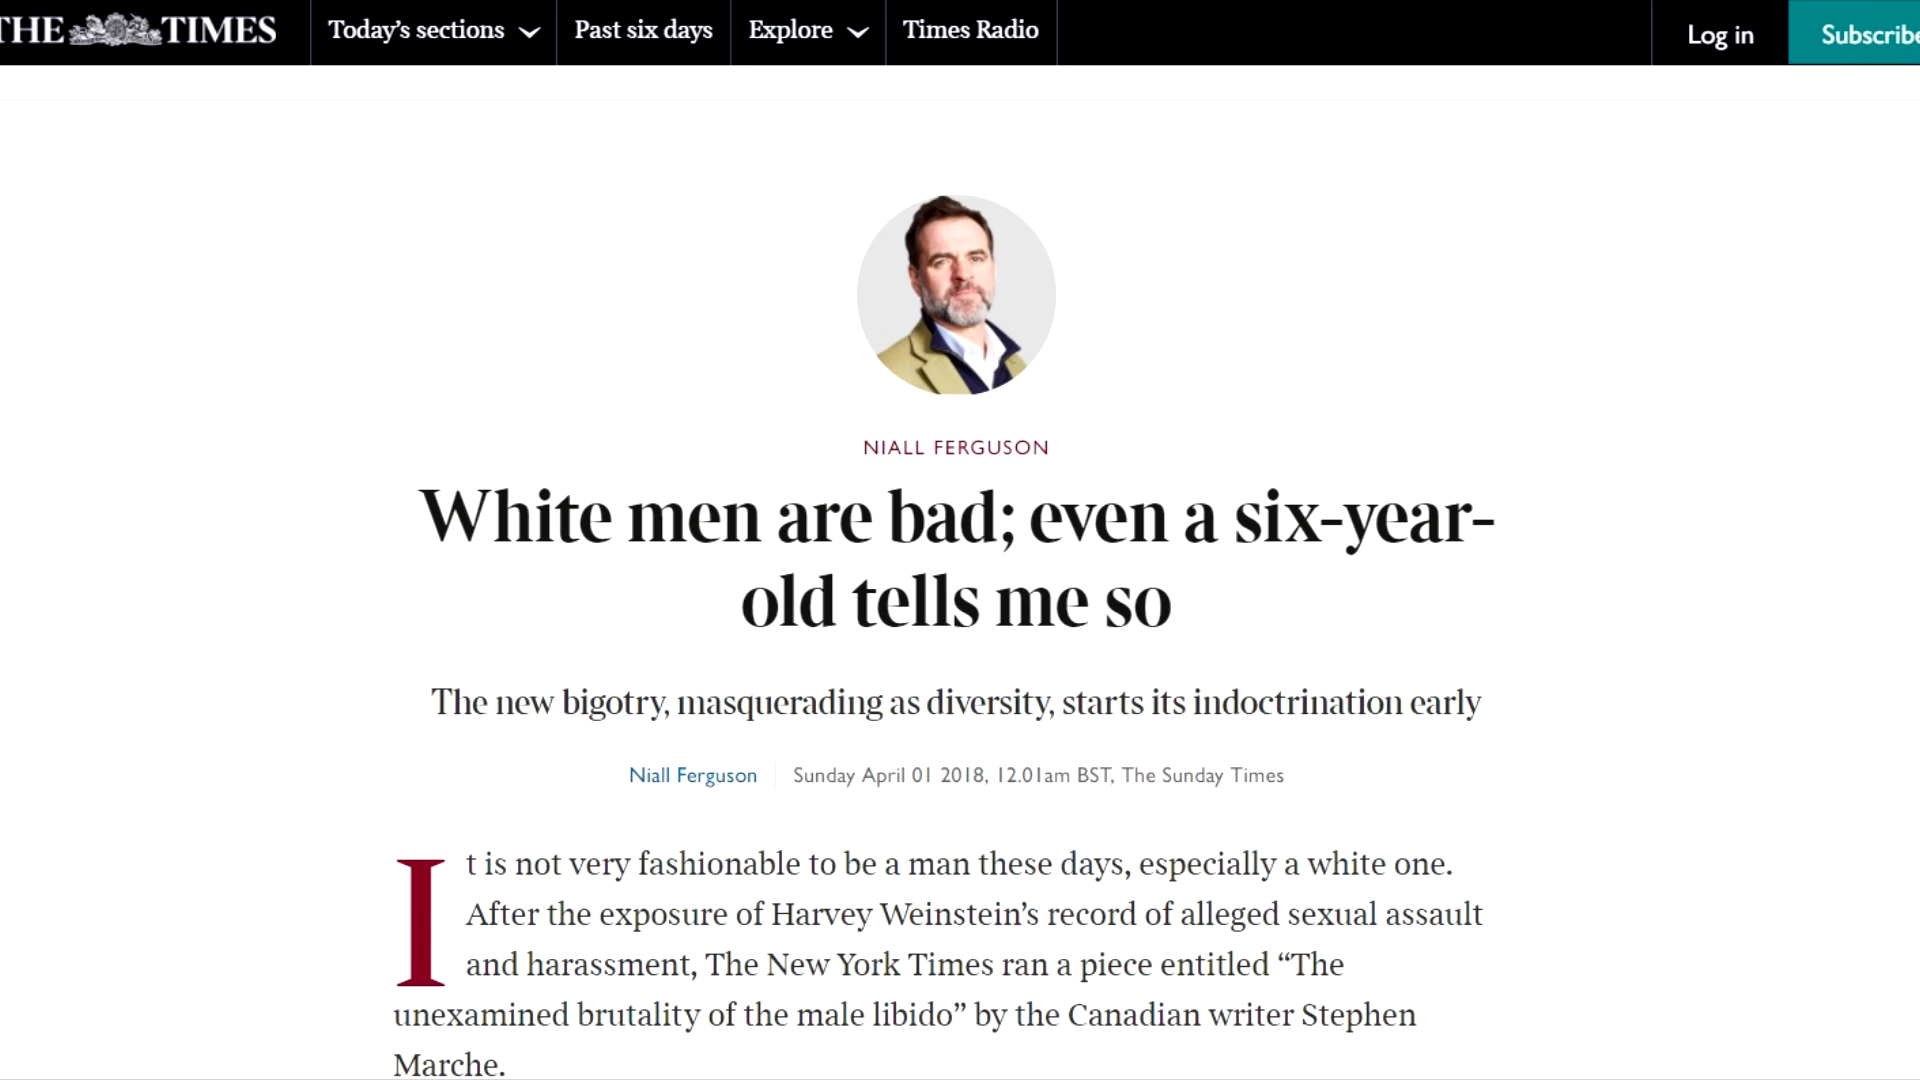 THE TIMES
Today’s sections
Past six days
Explore
Times Radio
Log in
Subscribe
NIALL FERGUSON
White men are bad; even a six-year-
old tells me so
The new bigotry, masquerading as diversity, starts its indoctrination early
Niall Ferguson
Sunday April 01 2018, 12.01am BST, The Sunday Times
It is not very fashionable to be a man these days, especially a white one.
After the exposure of Harvey Weinstein’s record of alleged sexual assault
and harassment, The New York Times ran a piece entitled “The
unexamined brutality of the male libido” by the Canadian writer Stephen
Marche.